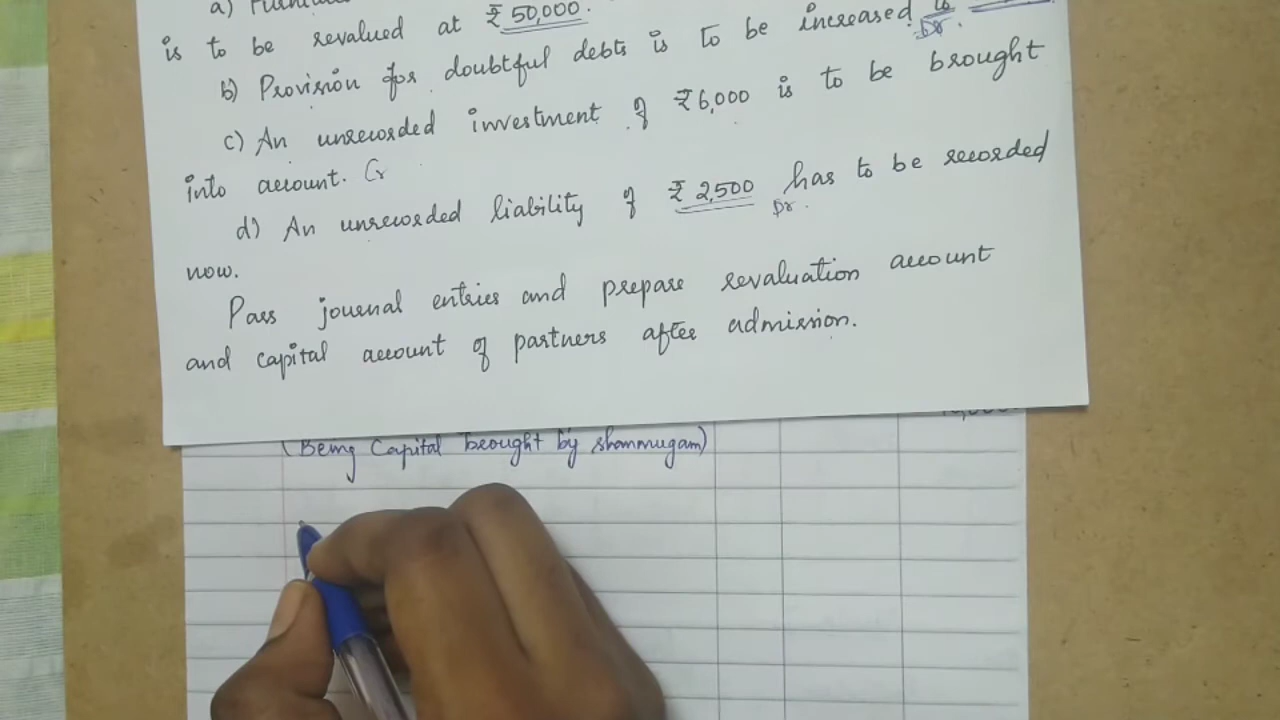 a)
is to be revalued at ₹ 50,000.
b) Provision for doubtful debts is to be increased is
Dr.
c) An unrecorded investment of ₹6,000 is to be brought
into account. Cr
d) An unrecorded liability of ₹ 2,500 has to be recorded
Dr.
now.
Pass journal entries and prepare revaluation account
and capital account of partners after admission.
(Being Capital brought by shanmugam)